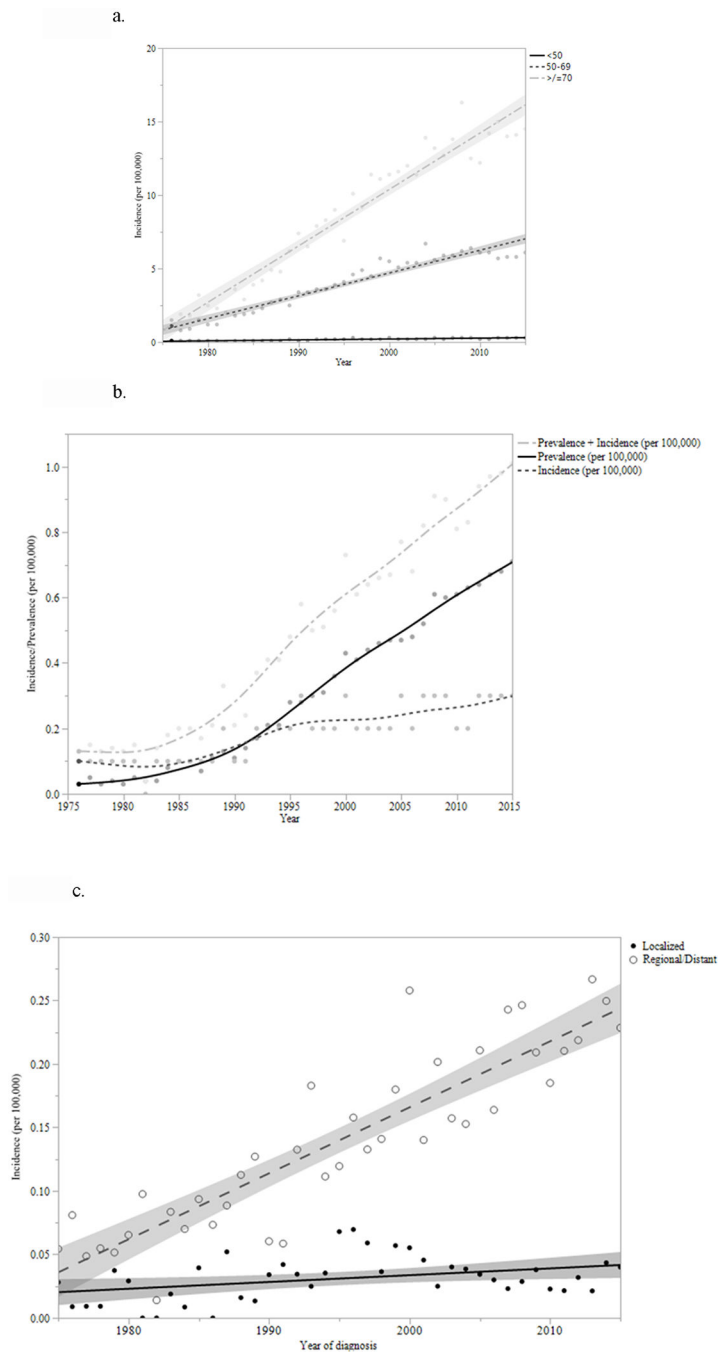 a.
<50
50-69
>/=70
20
15
10
5
0
Incidence (per 100,000)
1980 1990 2000 2010
Year
b.
Prevalence + Incidence (per 100,000)
Prevalence (per 100,000)
Incidence (per 100,000)
1.0
0.8
0.6
0.4
0.2
0.0
Incidence/Prevalence (per 100,000)
1975 1980 1985 1990 1995 2000 2005 2010 2015
Year
c.
Localized
Regional/Distant
0.30
0.25
0.20
0.15
0.10
0.05
0.00
Incidence (per 100,000)
1980 1990 2000 2010
Year of diagnosis